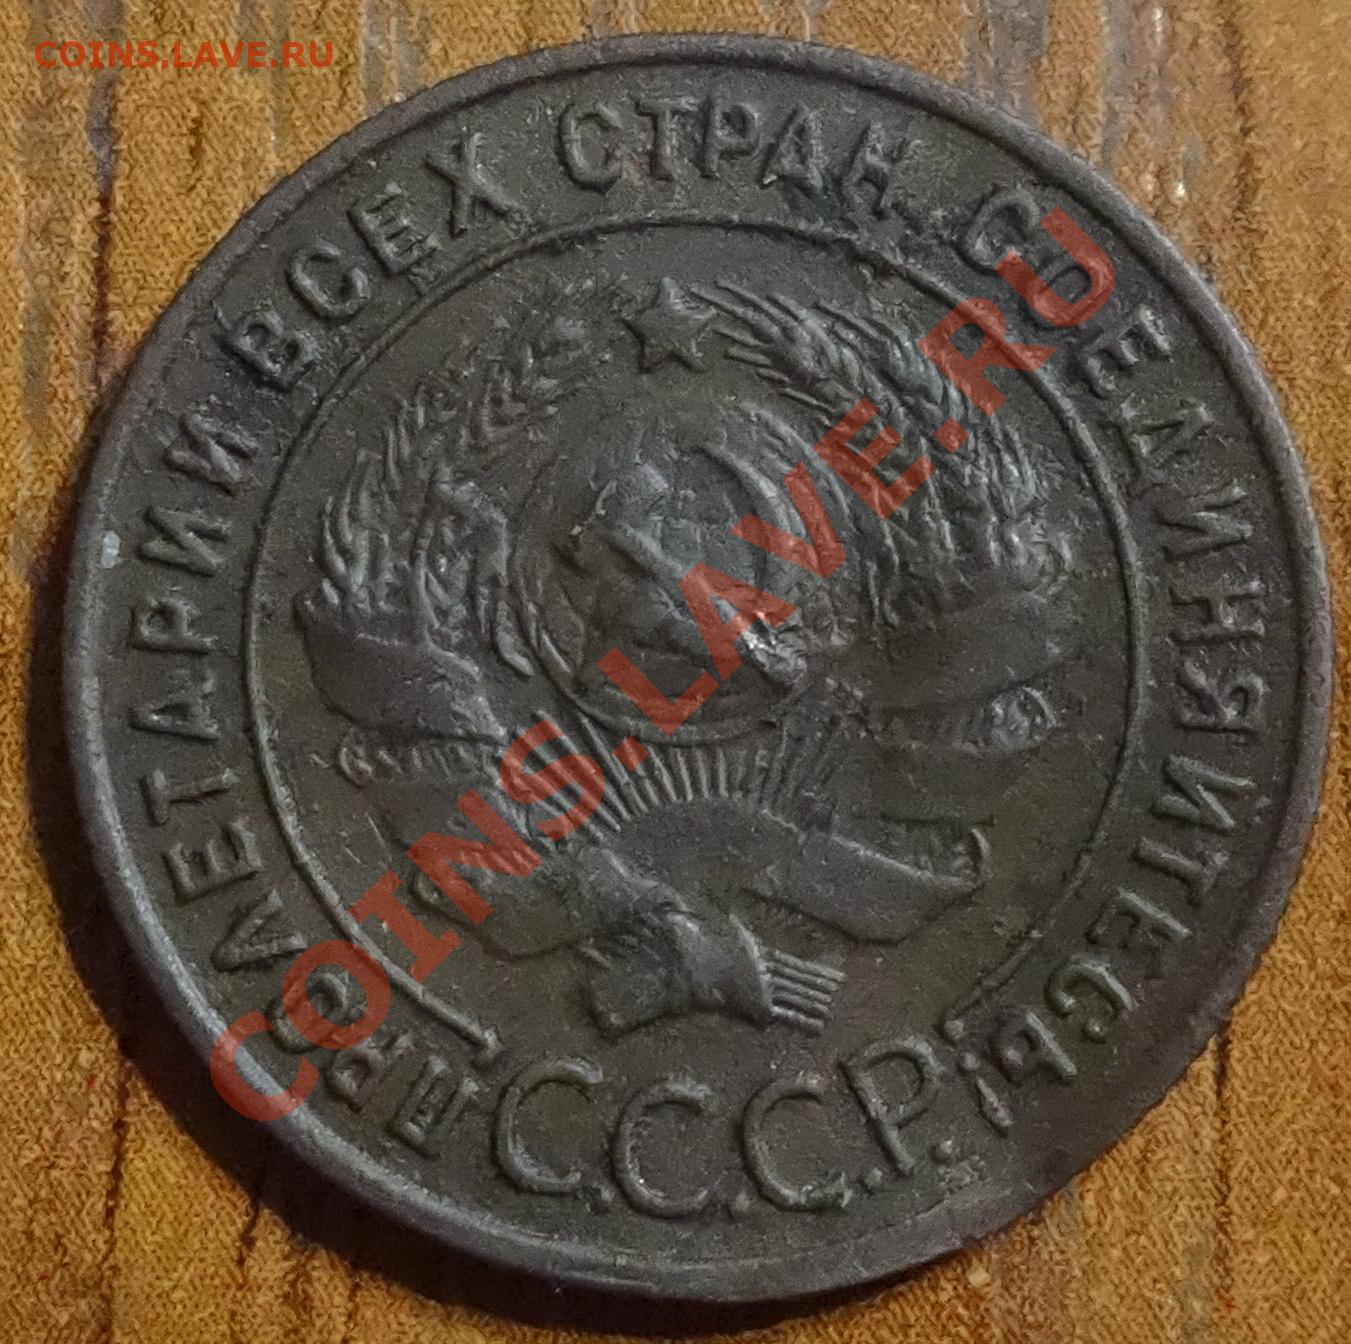 COINS.LAVE.RU
ПРОЛЕТАРИИ ВСЕХ СТРАН СОЕДИНЯЙТЕСЬ!
С.С.С.Р.
COINS.LAVE.RU